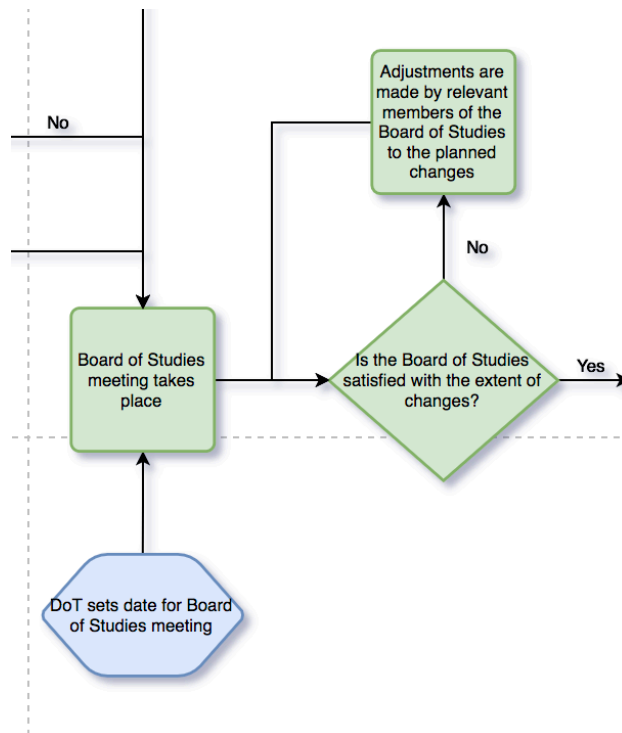 Adjustments are
made by relevant
members of the
Board of Studies
to the planned
changes
No
No
Board of Studies
meeting takes
place
Is the Board of Studies
satisfied with the extent of
changes?
Yes
DoT sets date for Board
of Studies meeting